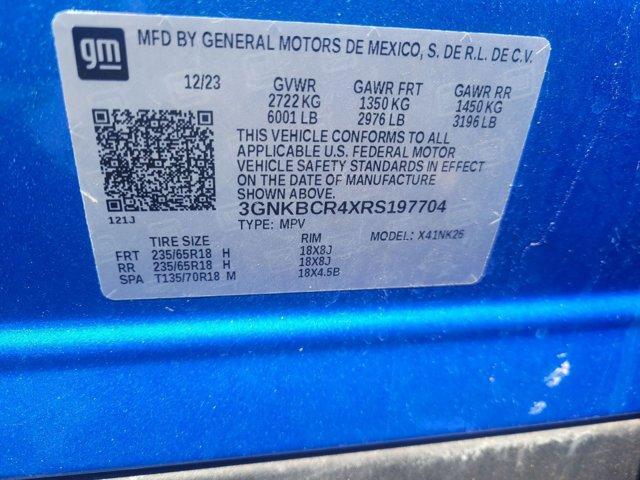 gm
MFD BY GENERAL MOTORS DE MEXICO, S. DE R.L. DE C.V.
12/23 GVWR GAWR FRT GAWR RR
2722 KG 1350 KG 1450 KG
6001 LB 2976 LB 3196 LB
THIS VEHICLE CONFORMS TO ALL
APPLICABLE U.S. FEDERAL MOTOR
VEHICLE SAFETY STANDARDS IN EFFECT
ON THE DATE OF MANUFACTURE SHOWN ABOVE.
121J 3GNKBCR4XRS197704
TYPE: MPV MODEL: X41NK26
TIRE SIZE RIM
FRT 235/65R18 H 18X8J
RR 235/65R18 H 18X8J
SPA T135/70R18 M 18X4.5B